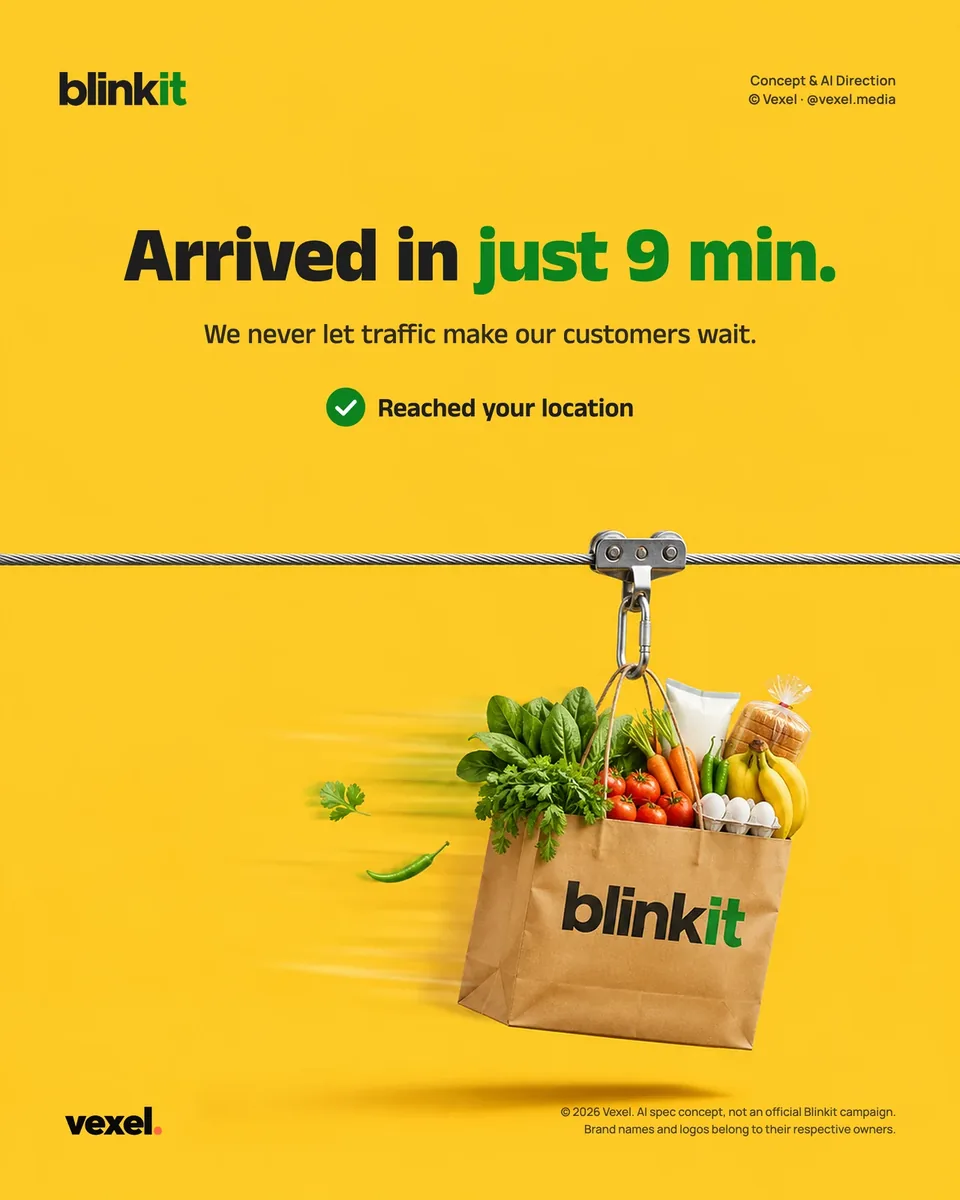 blinkit
Concept & AI Direction
© Vexel · @vexel.media
Arrived in just 9 min.
We never let traffic make our customers wait.
Reached your location
blinkit
vexel.
© 2026 Vexel. AI spec concept, not an official Blinkit campaign.
Brand names and logos belong to their respective owners.